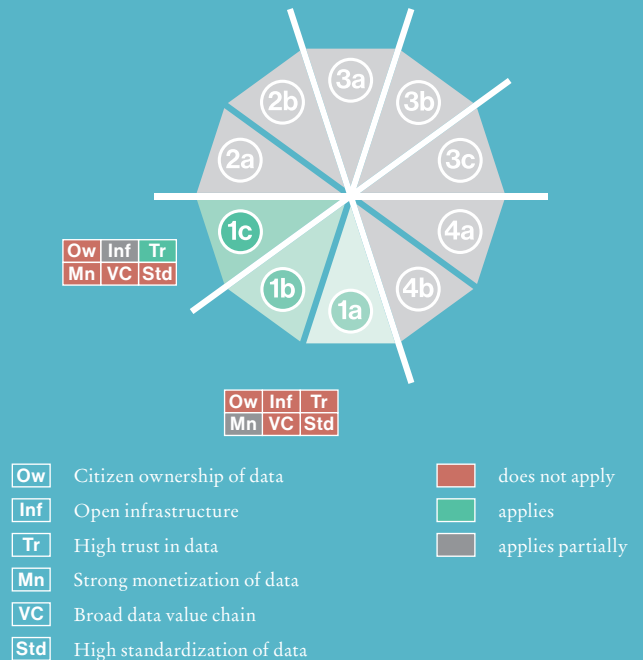 3a
2b 3b
2a 3c
1c 4a
Ow Inf Tr
Mn VC Std
1b 4b
1a
Ow Inf Tr
Mn VC Std
Ow Citizen ownership of data does not apply
Inf Open infrastructure applies
Tr High trust in data applies partially
Mn Strong monetization of data
VC Broad data value chain
Std High standardization of data